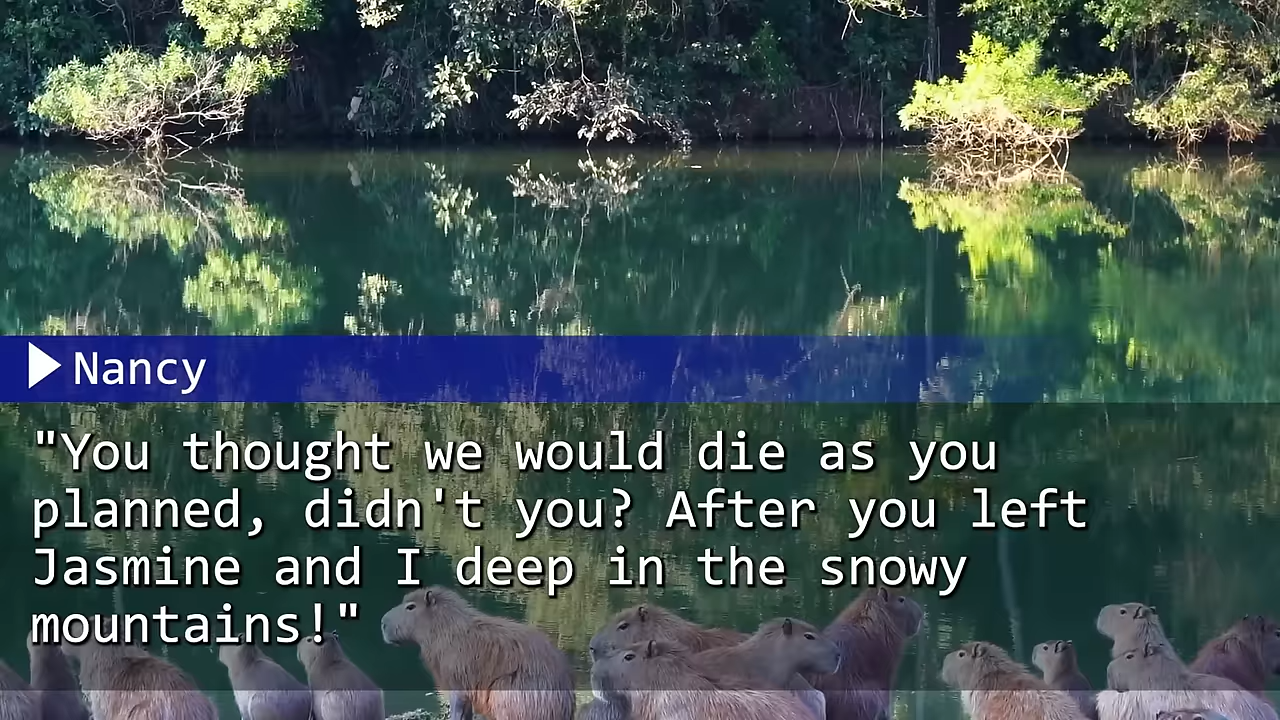 Nancy
"You thought we would die as you
planned, didn't you? After you left
Jasmine and I deep in the snowy
mountains!"